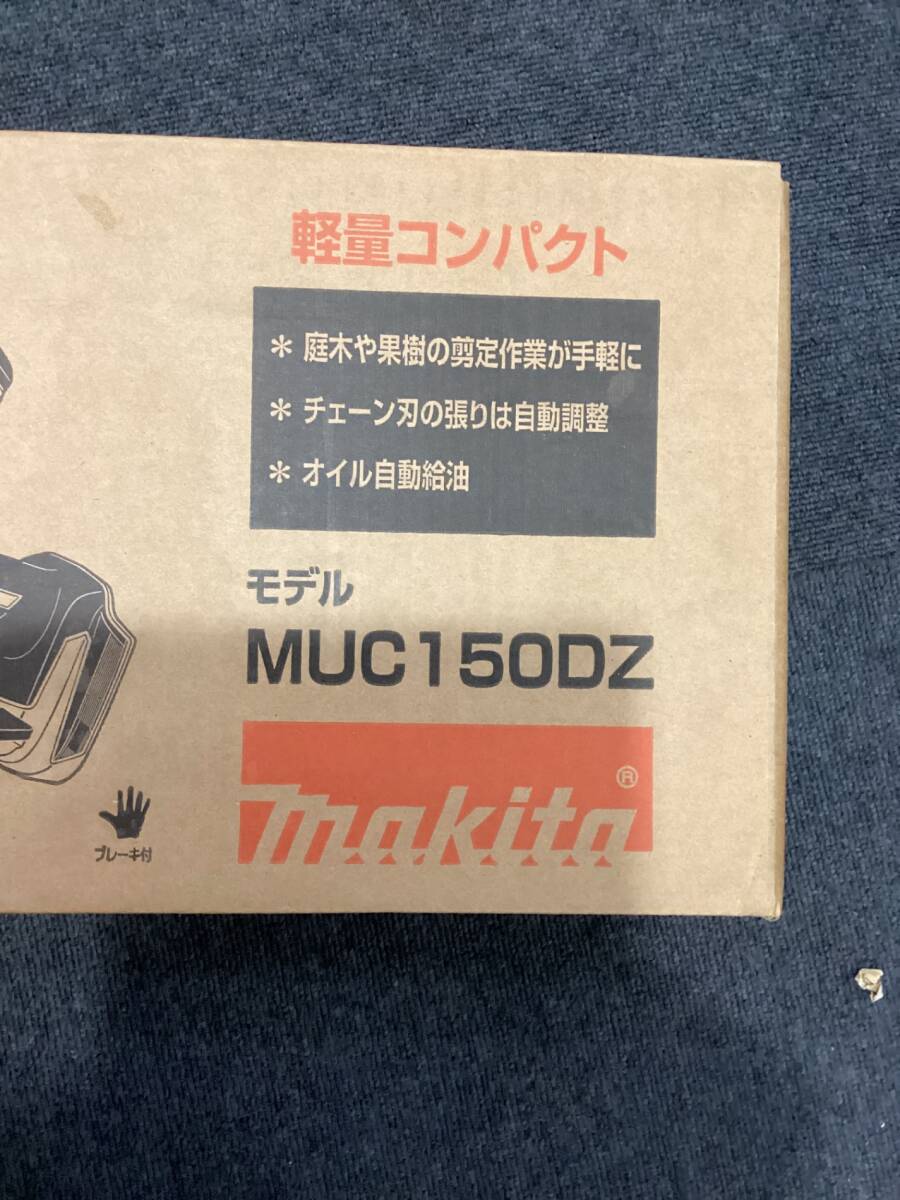 軽量コンパクト
＊ 庭木や果樹の剪定作業が手軽に
＊ チェーン刃の張りは自動調整
＊ オイル自動給油
モデル
MUC150DZ
makita®
ブレーキ付